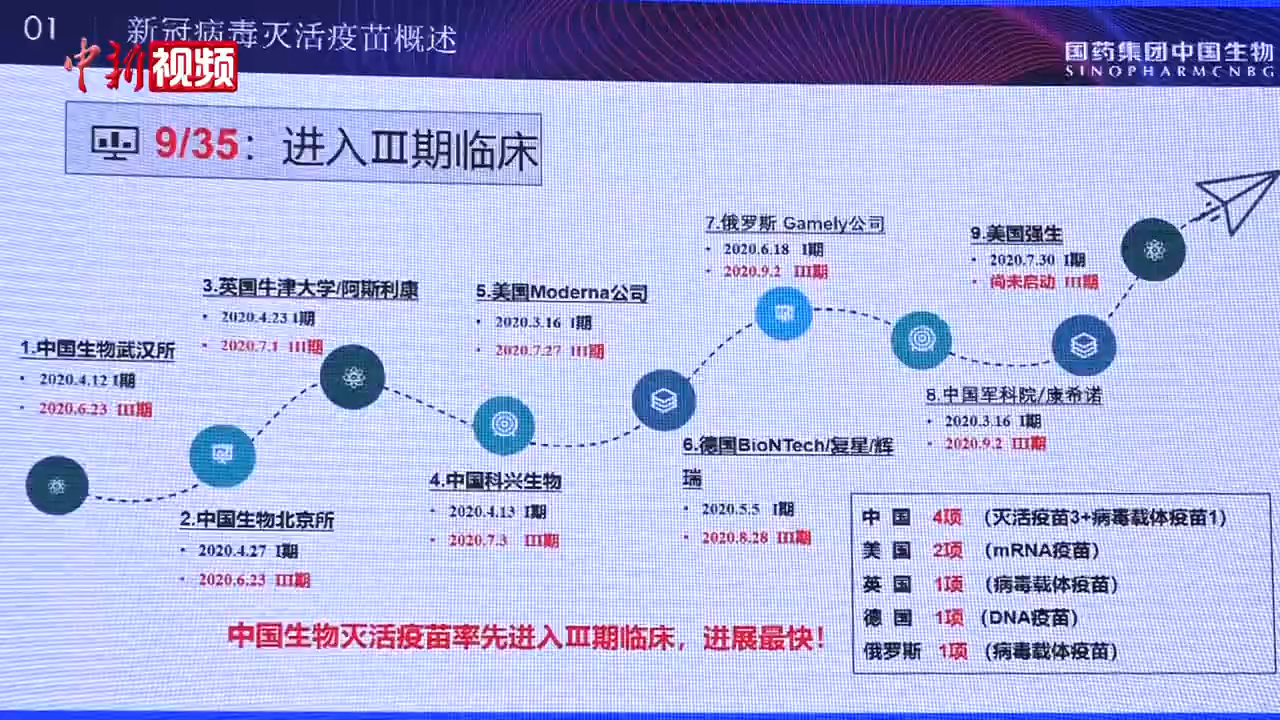 01
新冠病毒灭活疫苗概述
中新视频
国药集团中国生物
SINOPHARMCNBG
9/35：进入Ⅲ期临床
1.中国生物武汉所
• 2020.4.12 I期
• 2020.6.23 III期
2.中国生物北京所
• 2020.4.27 I期
• 2020.6.23 III期
3.英国牛津大学/阿斯利康
• 2020.4.23 I期
• 2020.7.1 III期
4.中国科兴生物
• 2020.4.13 I期
• 2020.7.3 III期
5.美国Moderna公司
• 2020.3.16 I期
• 2020.7.27 III期
6.德国BioNTech/复星/辉
瑞
• 2020.5.5 I期
• 2020.8.28 III期
7.俄罗斯 Gamely公司
• 2020.6.18 I期
• 2020.9.2 III期
8.中国军科院/康希诺
• 2020.3.16 I期
• 2020.9.2 III期
9.美国强生
• 2020.7.30 I期
• 尚未启动 III期
中国 4项 (灭活疫苗3+病毒载体疫苗1)
美国 2项 (mRNA疫苗)
英国 1项 (病毒载体疫苗)
德国 1项 (DNA疫苗)
俄罗斯 1项 (病毒载体疫苗)
中国生物灭活疫苗率先进入Ⅲ期临床，进展最快！